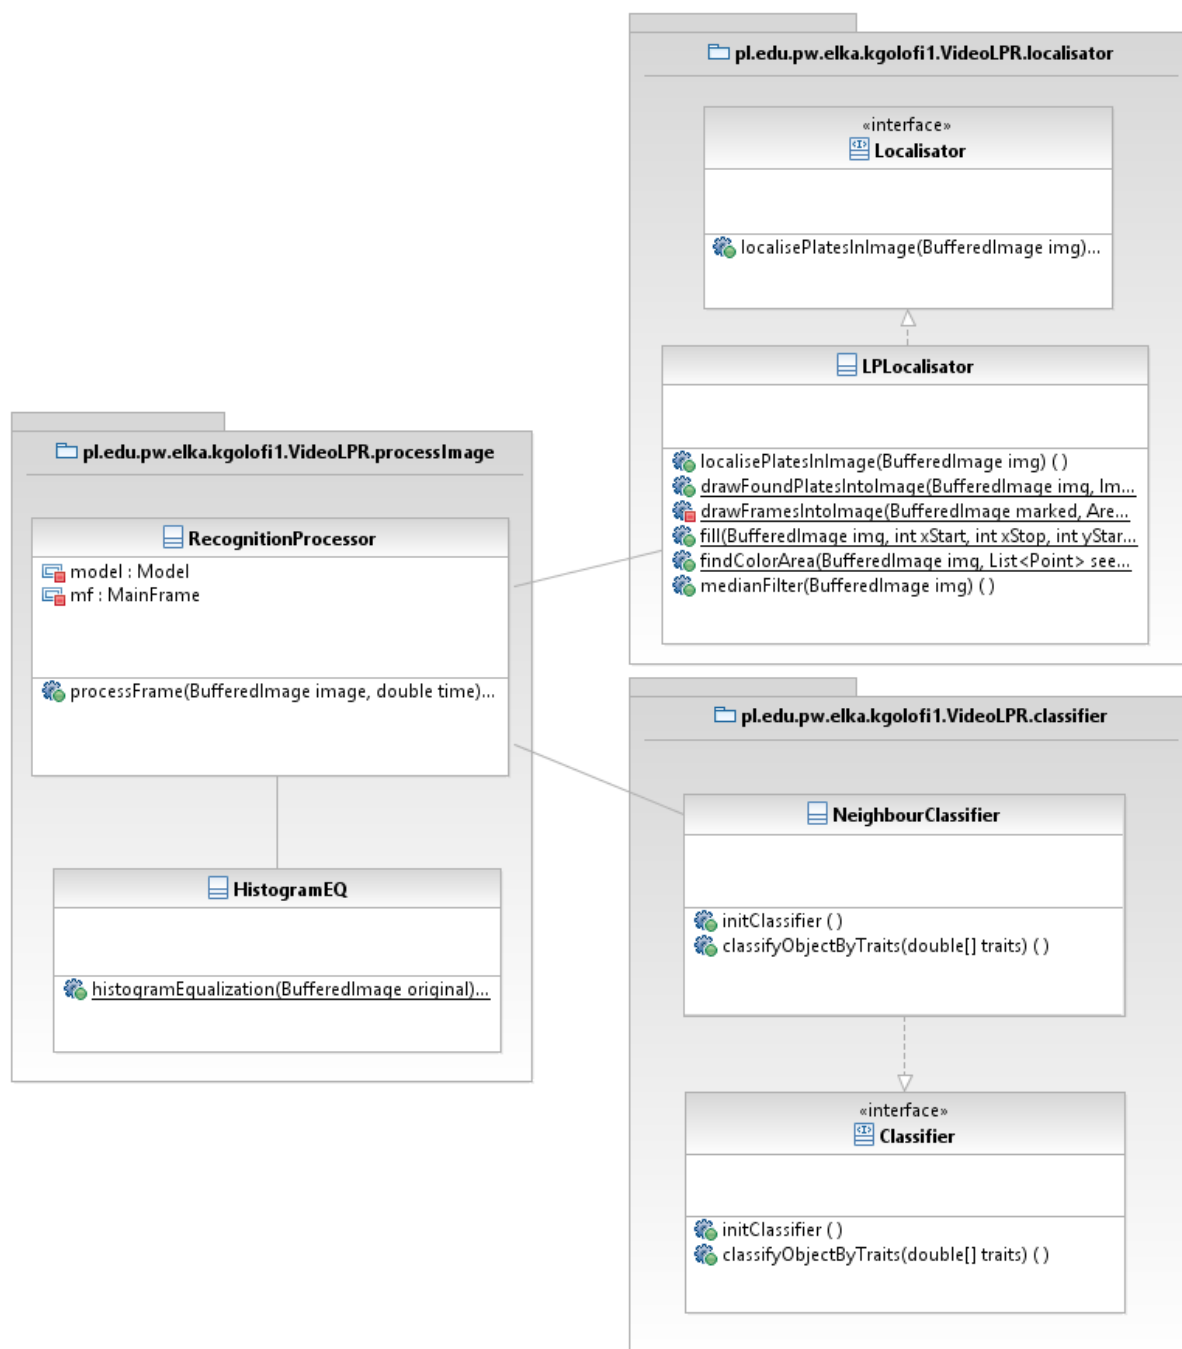 pl.edu.pw.elka.kgolofi1.VideoLPR.localisator
«interface»
Localisator
localisePlatesInImage(BufferedImage img)...
LPLocalisator
localisePlatesInImage(BufferedImage img) ( )
drawFoundPlatesIntoImage(BufferedImage img, Im...
drawFramesIntoImage(BufferedImage marked, Are...
fill(BufferedImage img, int xStart, int xStop, int yStar...
findColorArea(BufferedImage img, List<Point> see...
medianFilter(BufferedImage img) ( )
pl.edu.pw.elka.kgolofi1.VideoLPR.processImage
RecognitionProcessor
model : Model
mf : MainFrame
processFrame(BufferedImage image, double time)...
HistogramEQ
histogramEqualization(BufferedImage original)...
pl.edu.pw.elka.kgolofi1.VideoLPR.classifier
NeighbourClassifier
initClassifier ( )
classifyObjectByTraits(double[] traits) ( )
«interface»
Classifier
initClassifier ( )
classifyObjectByTraits(double[] traits) ( )